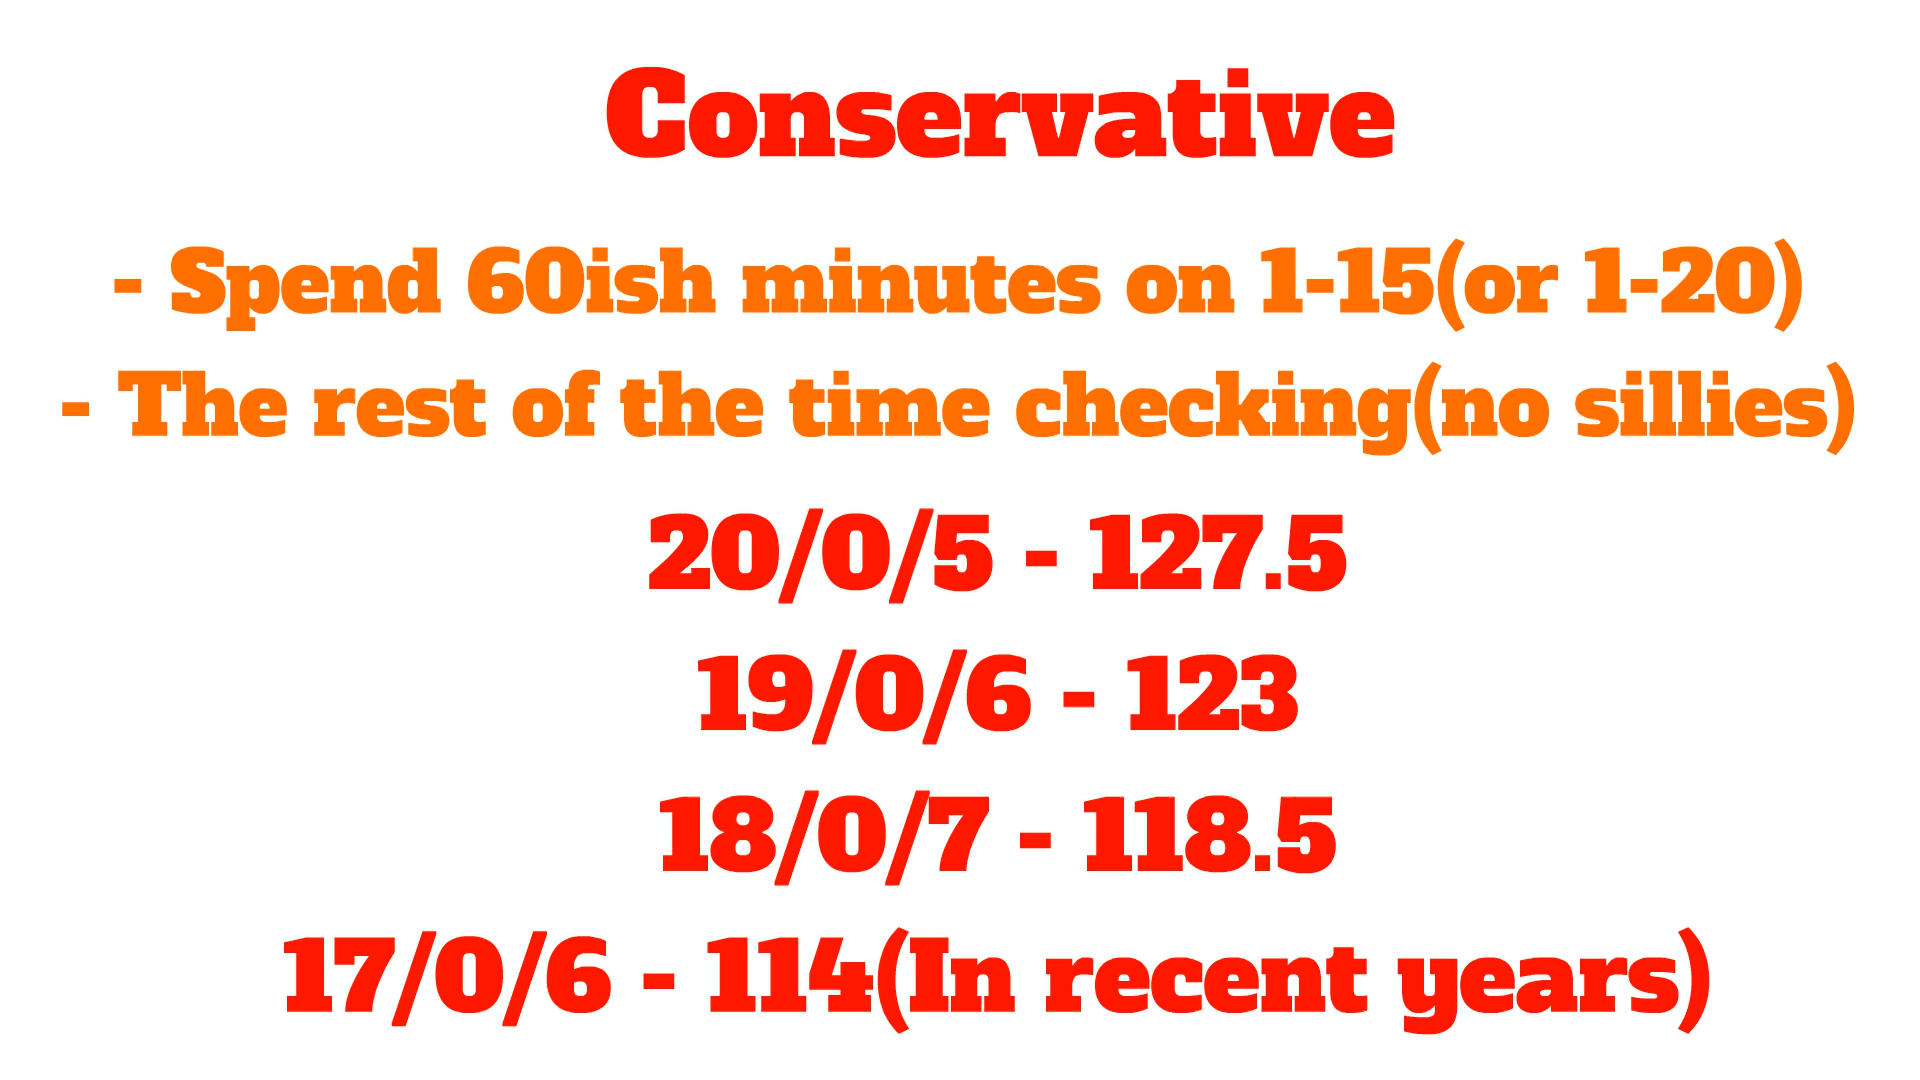 Conservative
- Spend 60ish minutes on 1-15(or 1-20)
- The rest of the time checking(no sillies)
20/0/5 - 127.5
19/0/6 - 123
18/0/7 - 118.5
17/0/6 - 114(In recent years)